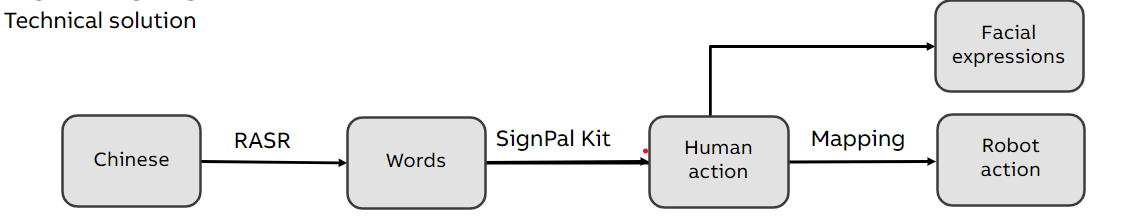 Technical solution
Facial
expressions
Chinese
RASR
Words
SignPal Kit
Human
action
Mapping
Robot
action